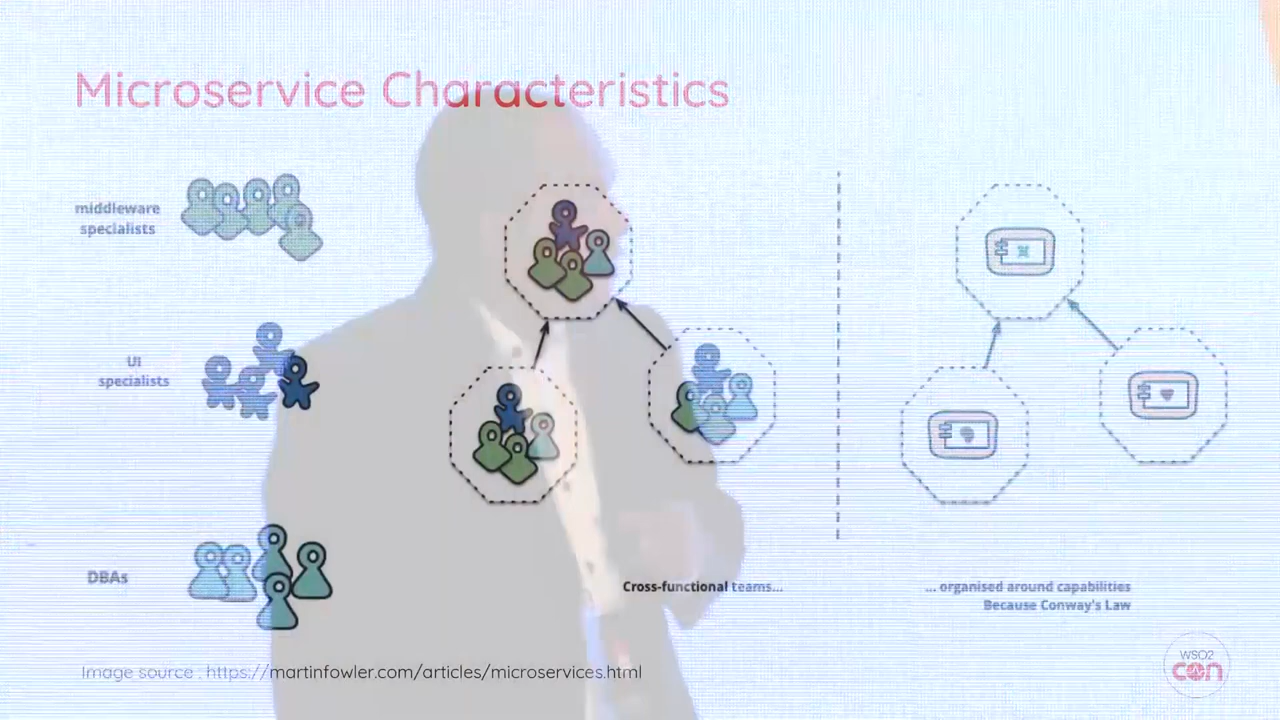 Microservice Characteristics
middleware
specialists
UI
specialists
DBAs
Cross-functional teams...
... organised around capabilities
Because Conway's Law
Image source : https://martinfowler.com/articles/microservices.html
WSO2
con